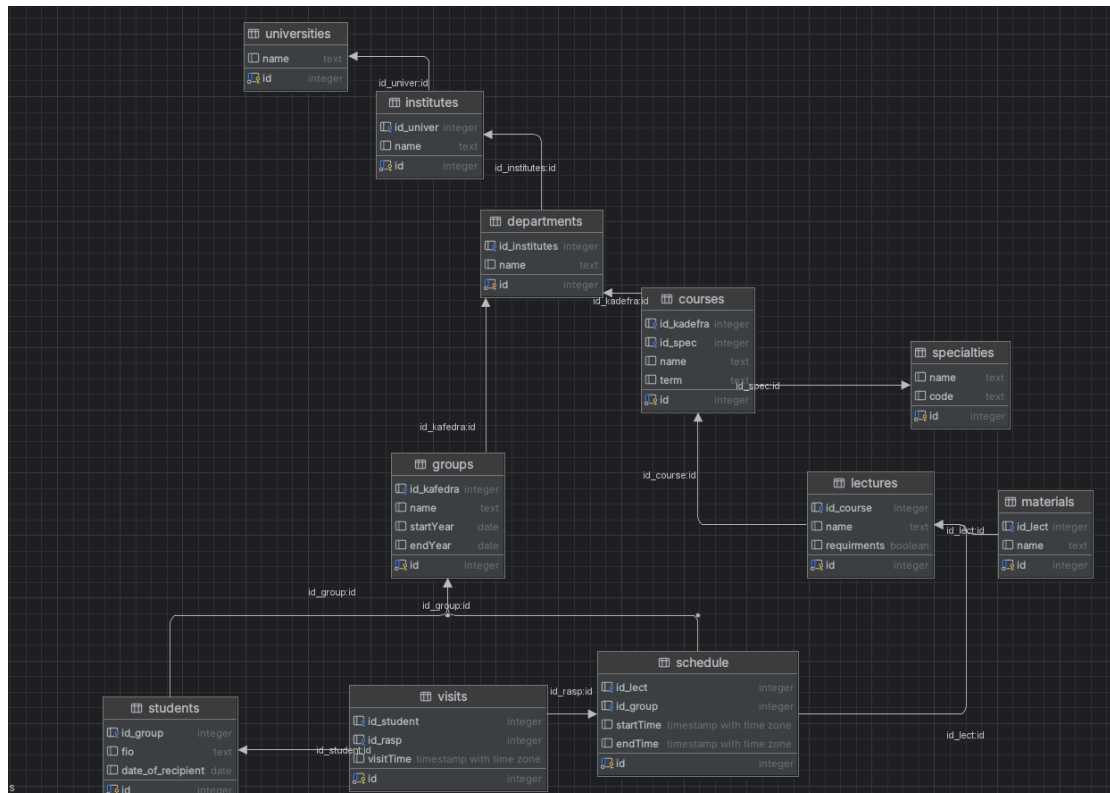 universities
name text
id integer
id_univer:id
institutes
id_univer integer
name text
id integer
id_institutes:id
departments
id_institutes integer
name text
id integer
id_kadefra:id
courses
id_kadefra integer
id_spec integer
name text
term text
id integer
id_spec:id
specialties
name text
code text
id integer
id_kafedra:id
groups
id_kafedra integer
name text
startYear date
endYear date
id integer
id_course:id
lectures
id_course integer
name text
requirments boolean
id integer
id_lect:id
materials
id_lect integer
name text
id integer
id_group:id
id_group:id
schedule
id_lect integer
id_group integer
startTime timestamp with time zone
endTime timestamp with time zone
id integer
id_rasp:id
id_lect:id
visits
id_student integer
id_rasp integer
visitTime timestamp with time zone
id integer
id_student:id
students
id_group integer
fio text
date_of_recipient date
id integer
s